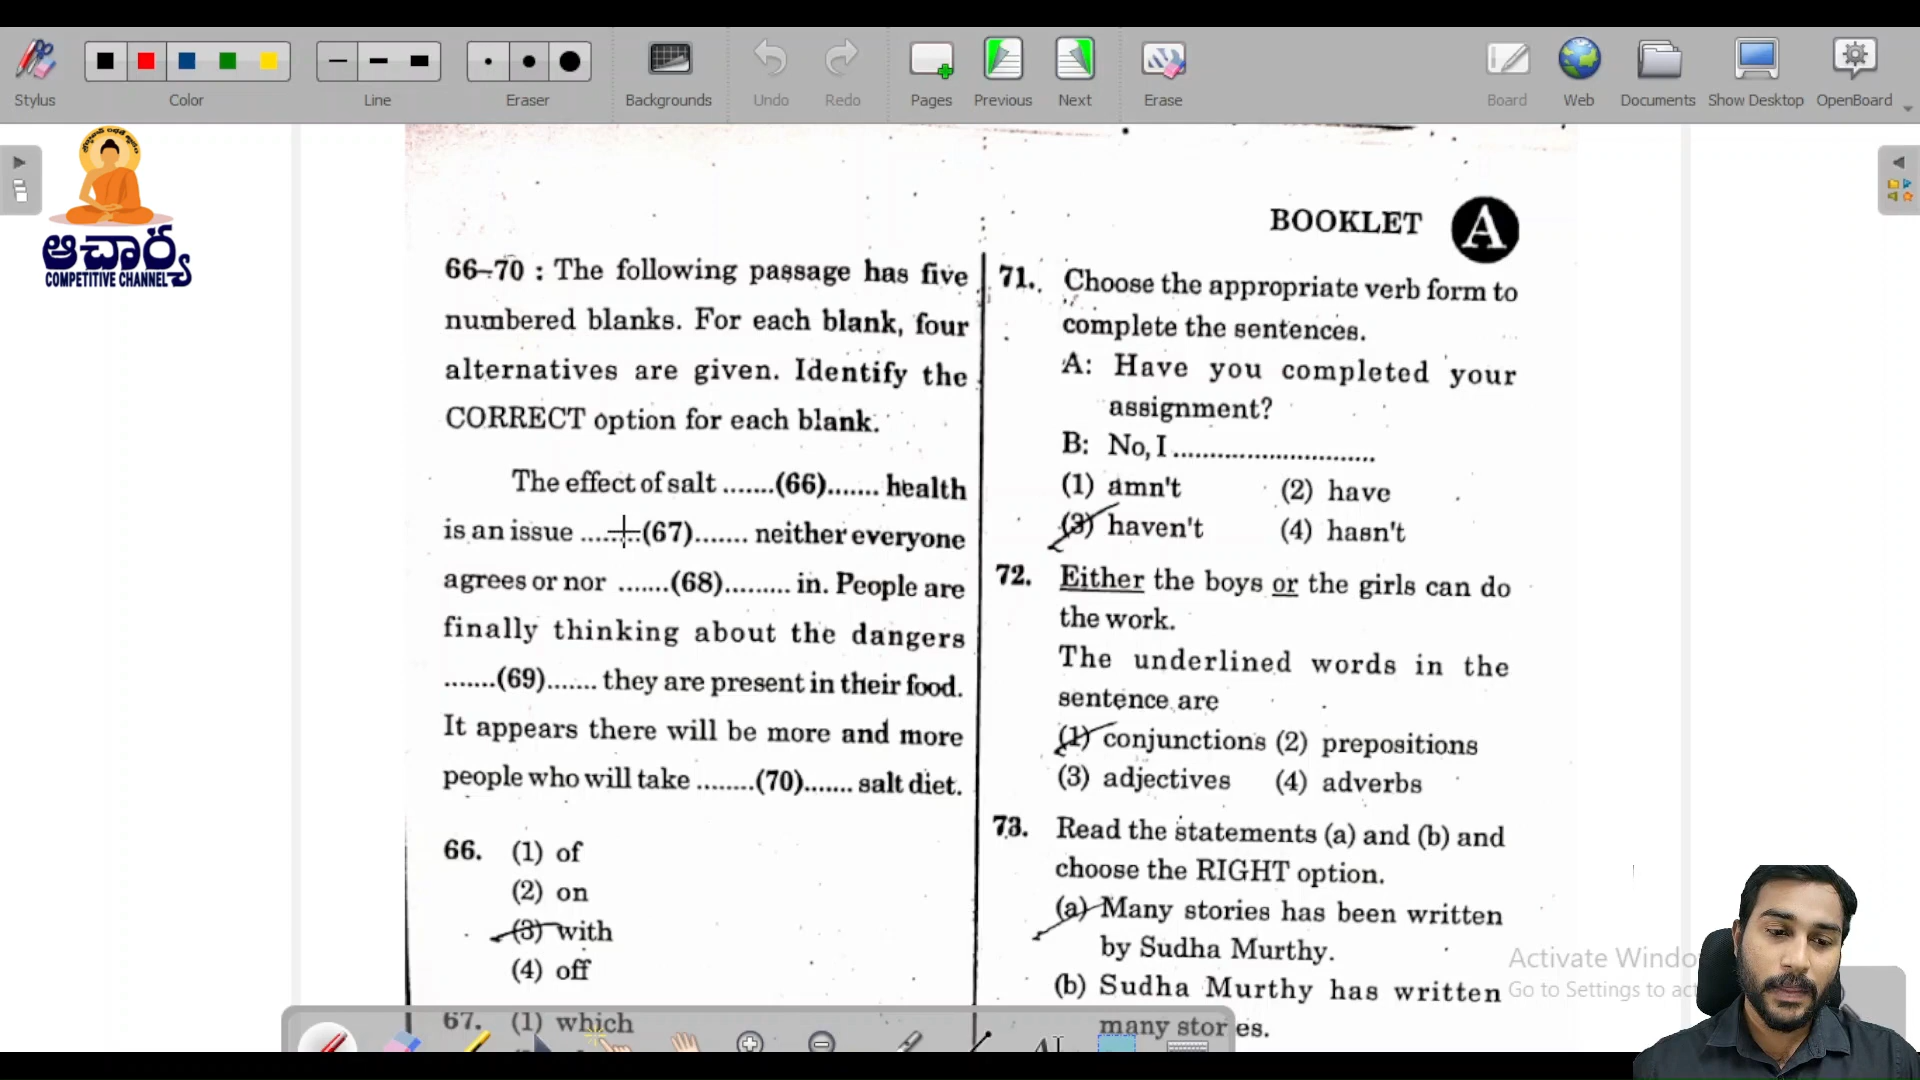 Stylus
Color
Line
Eraser
Backgrounds
Undo
Redo
Pages
Previous
Next
Erase
Board
Web
Documents
Show Desktop
OpenBoard
ఆచార్య
COMPETITIVE CHANNEL
BOOKLET A
66-70 : The following passage has five
numbered blanks. For each blank, four
alternatives are given. Identify the
CORRECT option for each blank.
The effect of salt .......(66)....... health
is an issue ........(67)....... neither everyone
agrees or nor .......(68)......... in. People are
finally thinking about the dangers
.......(69)....... they are present in their food.
It appears there will be more and more
people who will take ........(70)....... salt diet.
66. (1) of
(2) on
(3) with
(4) off
67. (1) which
71. Choose the appropriate verb form to
complete the sentences.
A: Have you completed your
assignment?
B: No, I ............................
(1) amn't (2) have
(3) haven't (4) hasn't
72. Either the boys or the girls can do
the work.
The underlined words in the
sentence are
(1) conjunctions (2) prepositions
(3) adjectives (4) adverbs
73. Read the statements (a) and (b) and
choose the RIGHT option.
(a) Many stories has been written
by Sudha Murthy.
(b) Sudha Murthy has written
many stories.
Activate Windo
Go to Settings to act